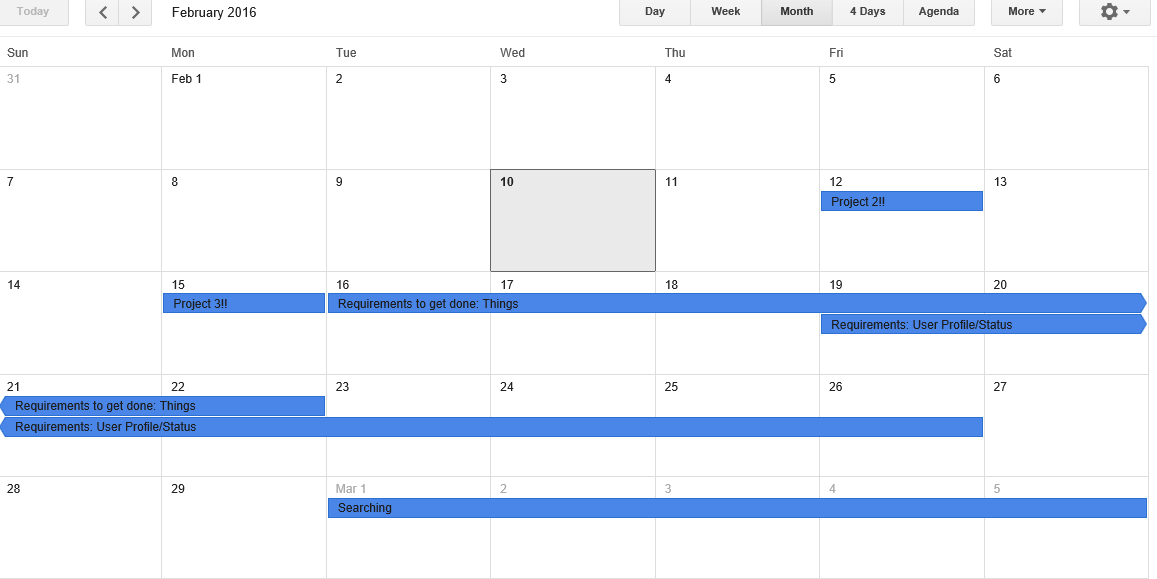 Today February 2016 Day Week Month 4 Days Agenda More
Sun Mon Tue Wed Thu Fri Sat
31 Feb 1 2 3 4 5 6
7 8 9 10 11 12 13
Project 2!!
14 15 16 17 18 19 20
Project 3!! Requirements to get done: Things
Requirements: User Profile/Status
21 22 23 24 25 26 27
Requirements to get done: Things
Requirements: User Profile/Status
28 29 Mar 1 2 3 4 5
Searching